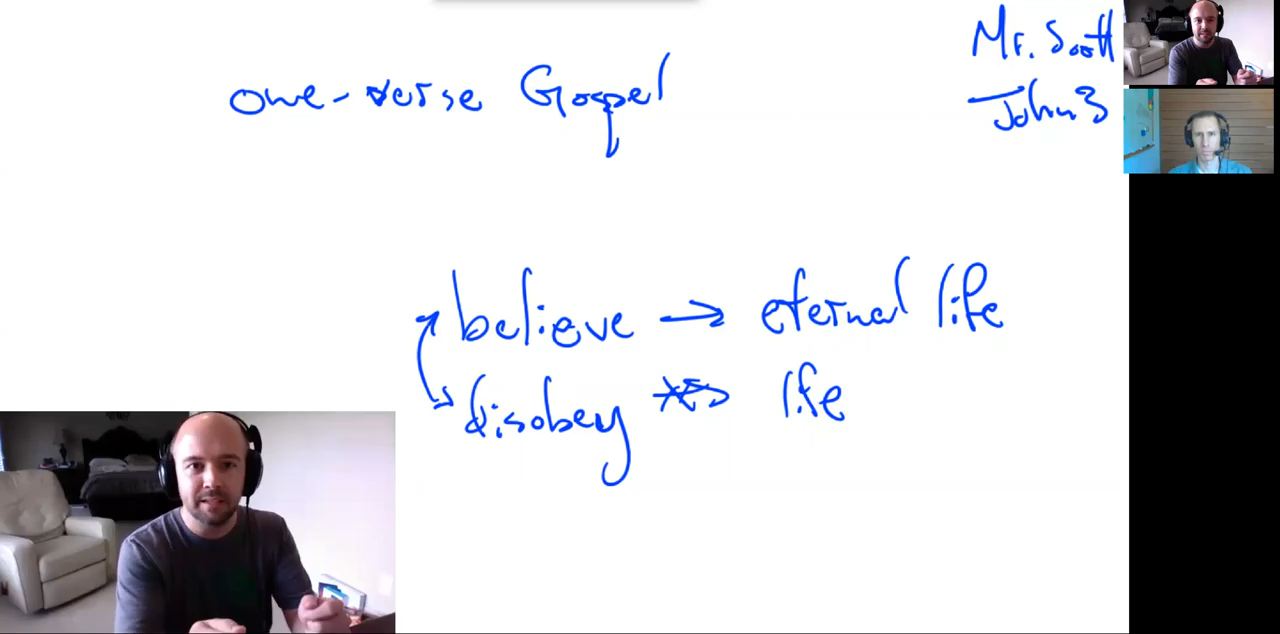 one-verse Gospel
Mr. Scott
John 3
believe → eternal life
disobey life